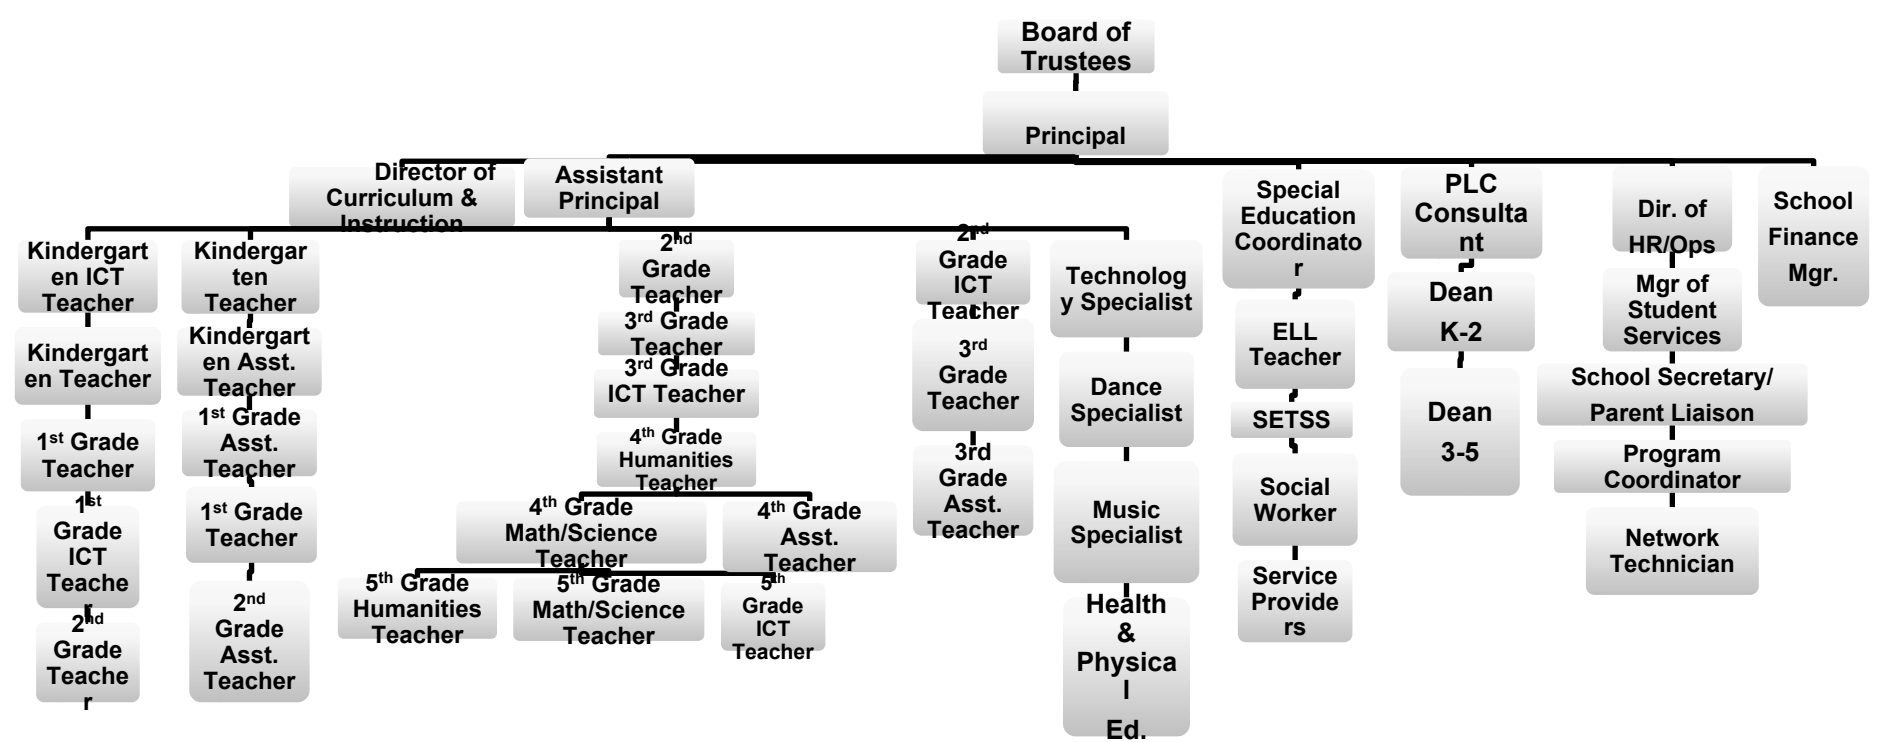 Board of
Trustees
Principal
Director of
Curriculum &
Instruction
Assistant
Principal
Special
Education
Coordinato
r
PLC
Consulta
nt
Dir. of
HR/Ops
School
Finance
Mgr.
Kindergart
en ICT
Teacher
Kindergart
en Teacher
1st Grade
Teacher
1st
Grade
ICT
Teache
r
2nd
Grade
Teache
r
Kindergar
ten
Teacher
Kindergart
en Asst.
Teacher
1st Grade
Asst.
Teacher
1st Grade
Teacher
2nd
Grade
Asst.
Teacher
2nd
Grade
Teacher
3rd Grade
Teacher
3rd Grade
ICT Teacher
4th Grade
Humanities
Teacher
4th Grade
Math/Science
Teacher
4th Grade
Asst.
Teacher
5th Grade
Humanities
Teacher
5th Grade
Math/Science
Teacher
5th
Grade
ICT
Teacher
2nd
Grade
ICT
Teacher
3rd
Grade
Teacher
3rd
Grade
Asst.
Teacher
Technolog
y Specialist
Dance
Specialist
Music
Specialist
Health
&
Physica
l
Ed.
ELL
Teacher
SETSS
Social
Worker
Service
Provide
rs
Dean
K-2
Dean
3-5
Mgr of
Student
Services
School Secretary/
Parent Liaison
Program
Coordinator
Network
Technician